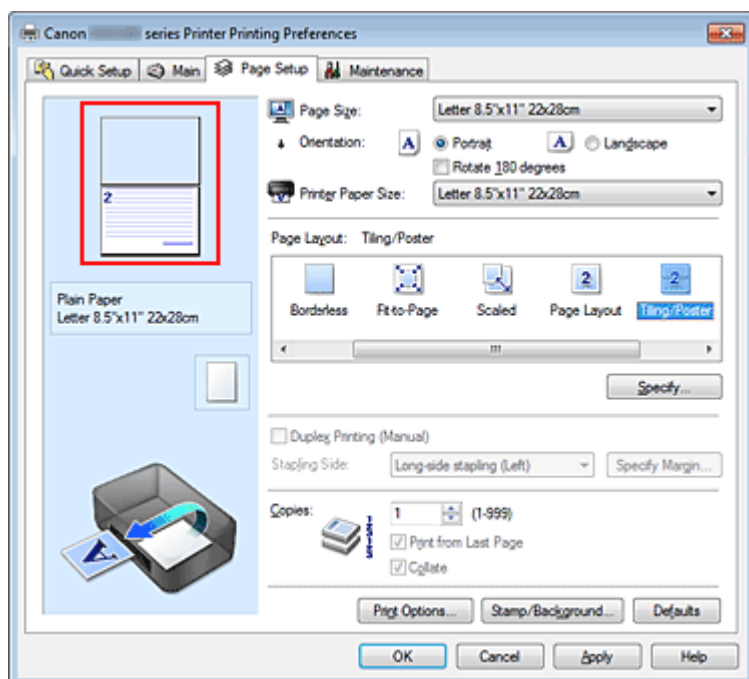 Canon series Printer Printing Preferences
Quick Setup Main Page Setup Maintenance
2
Plain Paper
Letter 8.5"x11" 22x28cm
Page Size: Letter 8.5"x11" 22x28cm
Orientation: A Portrait A Landscape
Rotate 180 degrees
Printer Paper Size: Letter 8.5"x11" 22x28cm
Page Layout: Tiling/Poster
2 2
Borderless Fit-to-Page Scaled Page Layout Tiling/Poster
Specify...
Duplex Printing (Manual)
Stapling Side: Long-side stapling (Left) Specify Margin...
Copies: 1 (1-999)
Print from Last Page
Collate
A
Print Options... Stamp/Background... Defaults
OK Cancel Apply Help